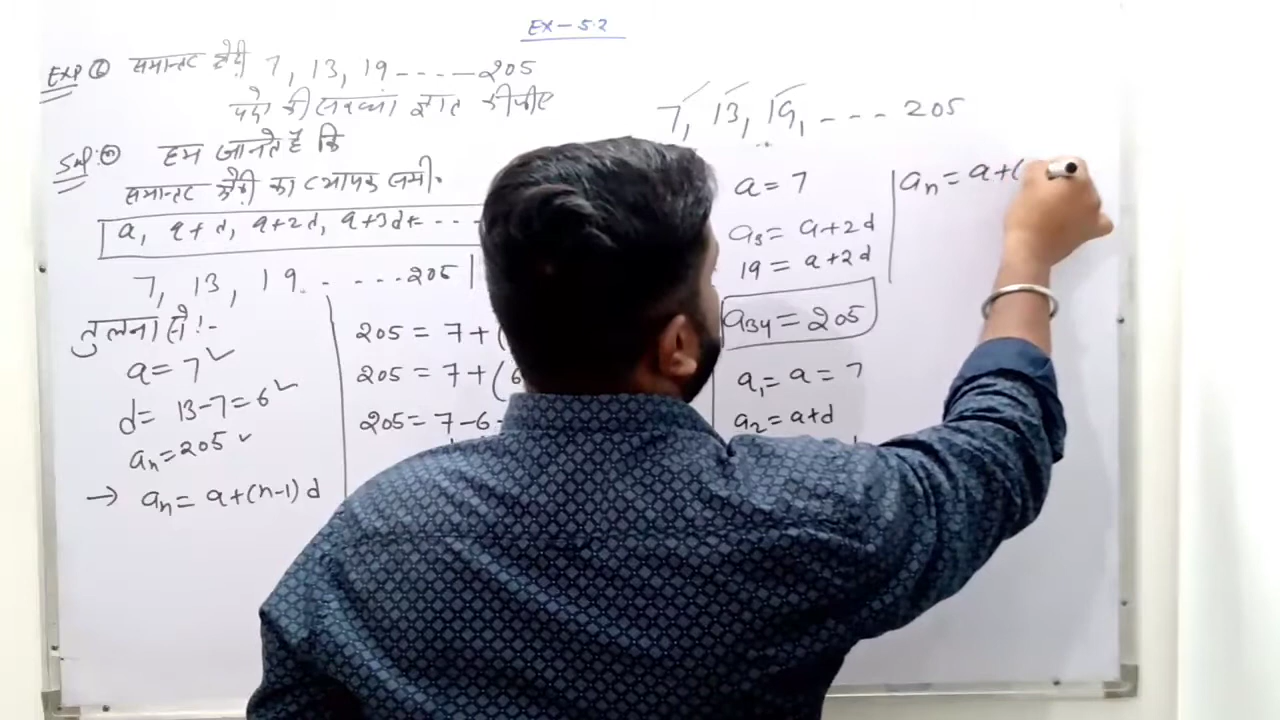 EX-5.2
EXP ⑥ समान्तर श्रेढ़ी 7, 13, 19 ------ 205
पदो की संख्या ज्ञात कीजिए
हम जानते हैं कि
समान्तर श्रेढ़ी का व्यापक
a, a+d, a+2d, a+3d+ ---
7, 13, 19 . . . . . 205
तुलना से !-
a = 7 ✓
d = 13-7 = 6 ✓
an = 205 ✓
→ an = a+(n-1) d
205 = 7+(
205 = 7+(6
205 = 7-6
7, 13, 19, - - - 205
a = 7
a3 = a+2d
19 = a+2d
a34 = 205
a1 = a = 7
a2 = a+d
an = a+(